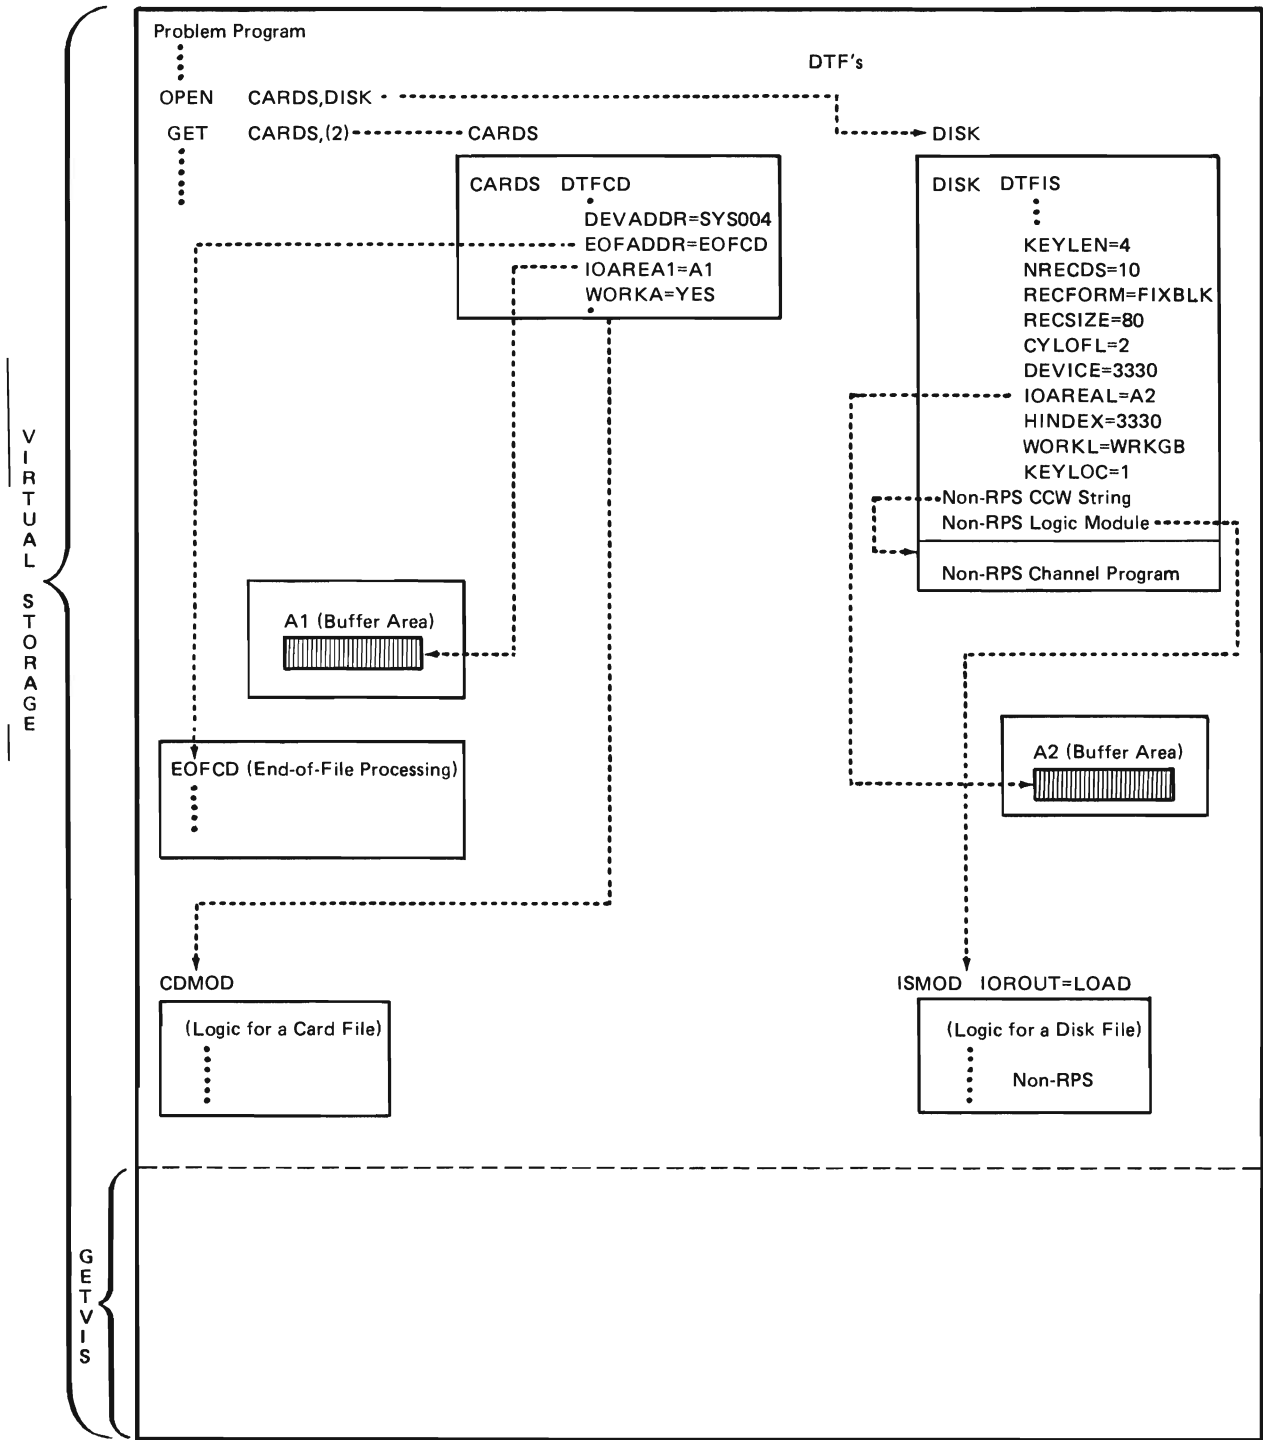 Problem Program
DTF's
OPEN CARDS,DISK
GET CARDS,(2) CARDS
DISK
CARDS DTFCD
DEVADDR=SYS004
EOFADDR=EOFCD
IOAREA1=A1
WORKA=YES
DISK DTFIS
KEYLEN=4
NRECDS=10
RECFORM=FIXBLK
RECSIZE=80
CYLOFL=2
DEVICE=3330
IOAREAL=A2
HINDEX=3330
WORKL=WRKGB
KEYLOC=1
Non-RPS CCW String
Non-RPS Logic Module
Non-RPS Channel Program
VIRTUAL STORAGE
A1 (Buffer Area)
EOFCD (End-of-File Processing)
A2 (Buffer Area)
CDMOD
(Logic for a Card File)
ISMOD IOROUT=LOAD
(Logic for a Disk File)
Non-RPS
GETVIS